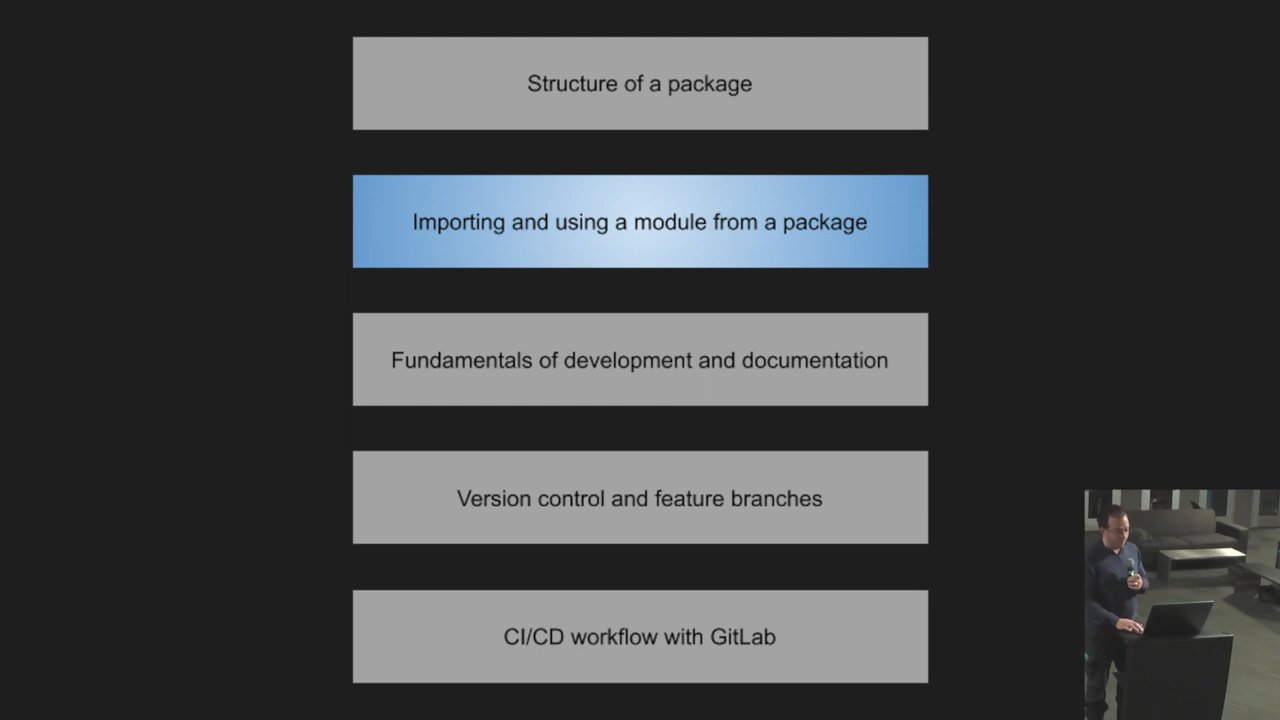 Structure of a package
Importing and using a module from a package
Fundamentals of development and documentation
Version control and feature branches
CI/CD workflow with GitLab